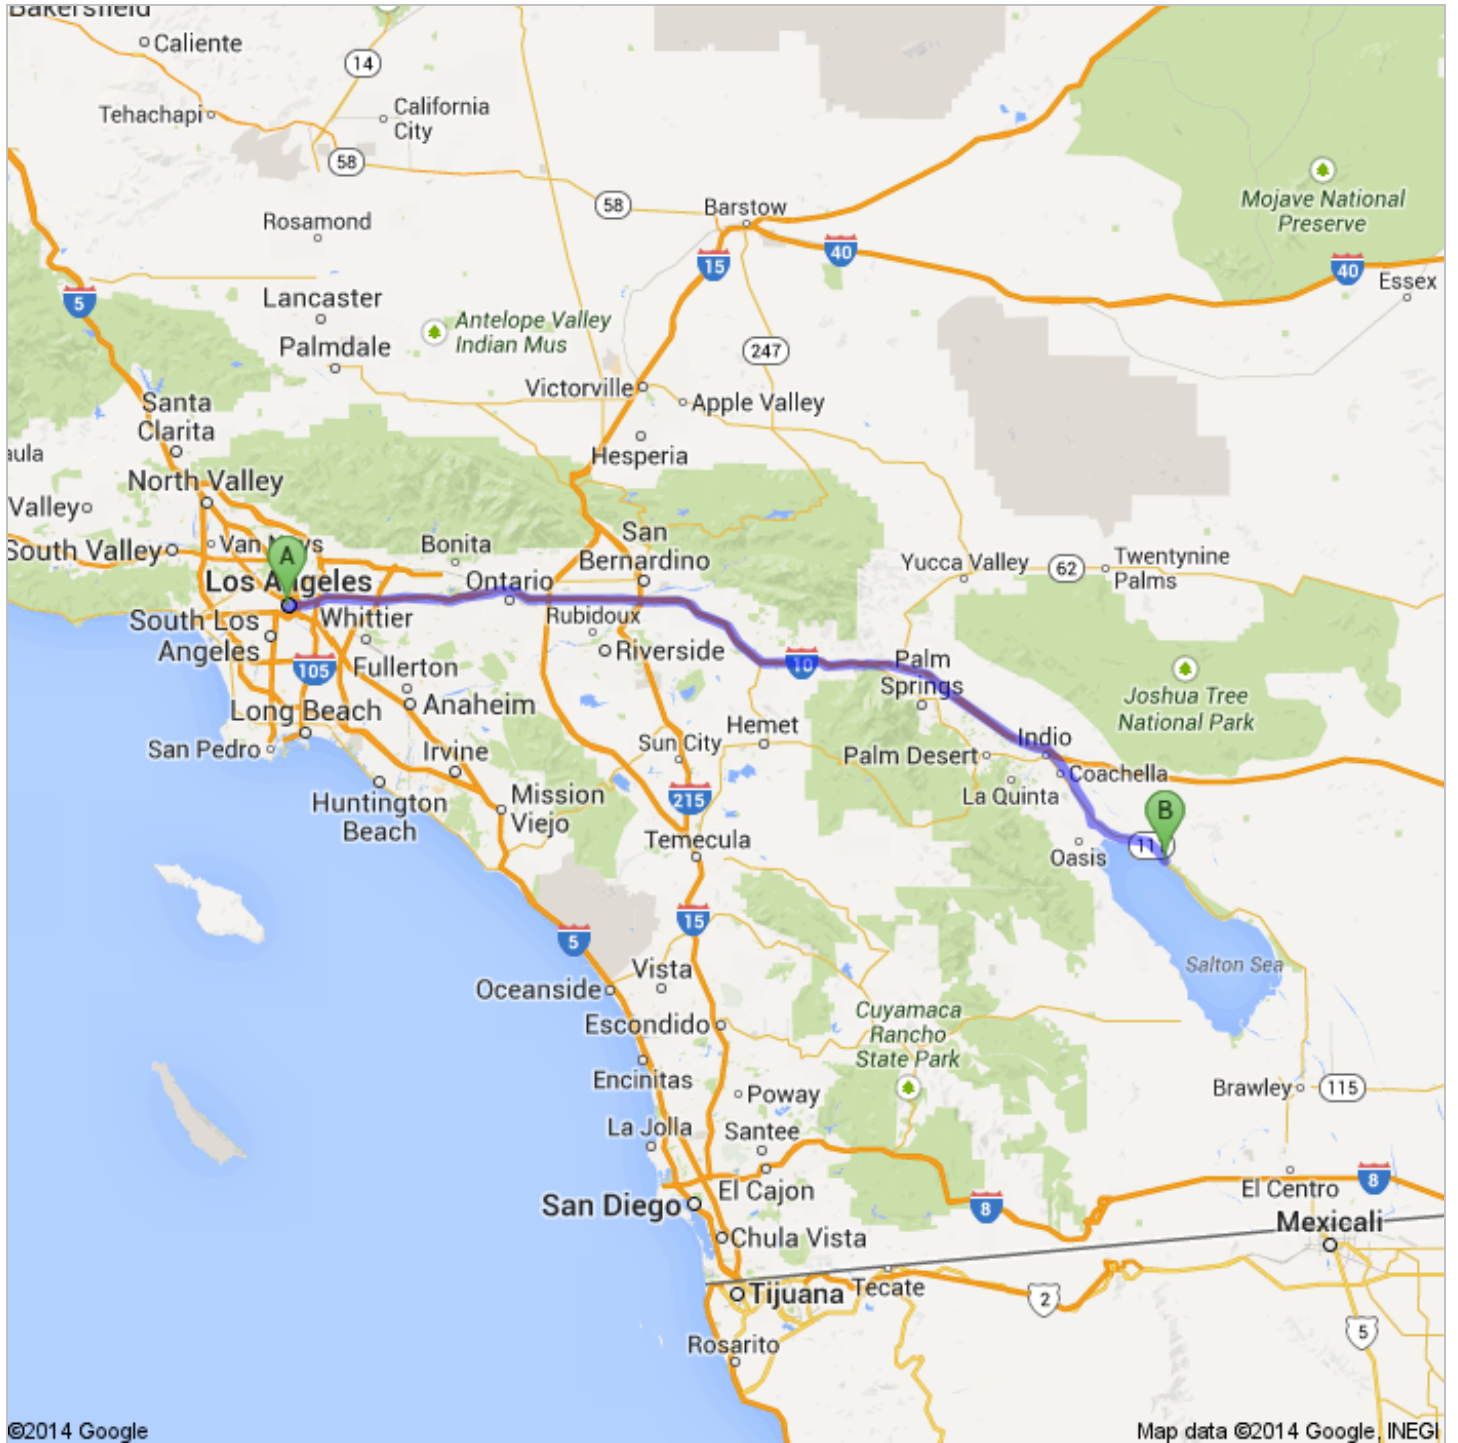 Bakersfield
Caliente
14
Tehachapi
California
City
58
58
Rosamond
Barstow
Mojave National
Preserve
15
40
40
Essex
5
Lancaster
Antelope Valley
Indian Mus
Palmdale
247
Victorville
Apple Valley
Santa
Clarita
Hesperia
aula
North Valley
Valley
San
Bernardino
South Valley
Van N ys
A
Bonita
Yucca Valley
62
Twentynine
Palms
Los Angeles
Ontario
South Los
Angeles
Whittier
Rubidoux
Riverside
105
Fullerton
10
Palm
Springs
Joshua Tree
National Park
Anaheim
Long Beach
Hemet
San Pedro
Irvine
Sun City
Palm Desert
Indio
Coachella
La Quinta
Huntington
Beach
Mission
Viejo
215
B
Temecula
Oasis
11
15
5
Salton Sea
Vista
Oceanside
Escondido
Cuyamaca
Rancho
State Park
Encinitas
Poway
Brawley
115
La Jolla
Santee
El Cajon
El Centro
8
San Diego
8
Mexicali
Chula Vista
Tijuana
Tecate
2
5
Rosarito
©2014 Google
Map data ©2014 Google, INEGI